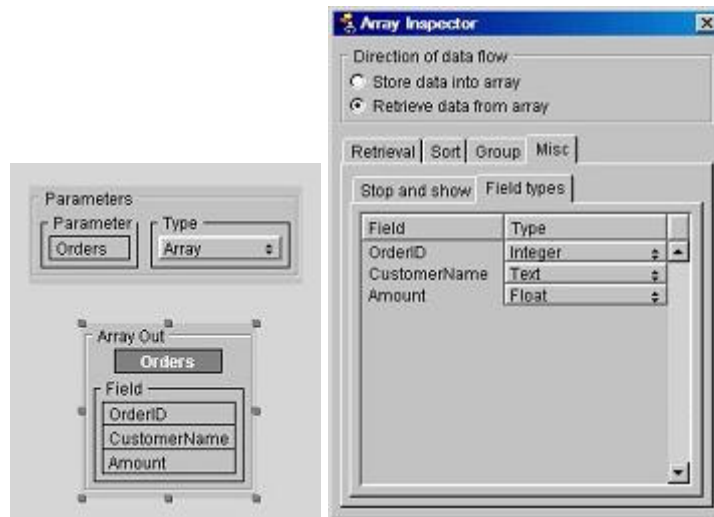 Parameters
Parameter
Type
Orders
Array
Array Out
Orders
Field
OrderID
CustomerName
Amount
Array Inspector
Direction of data flow
Store data into array
Retrieve data from array
Retrieval Sort Group Misc
Stop and show Field types
Field Type
OrderID Integer
CustomerName Text
Amount Float